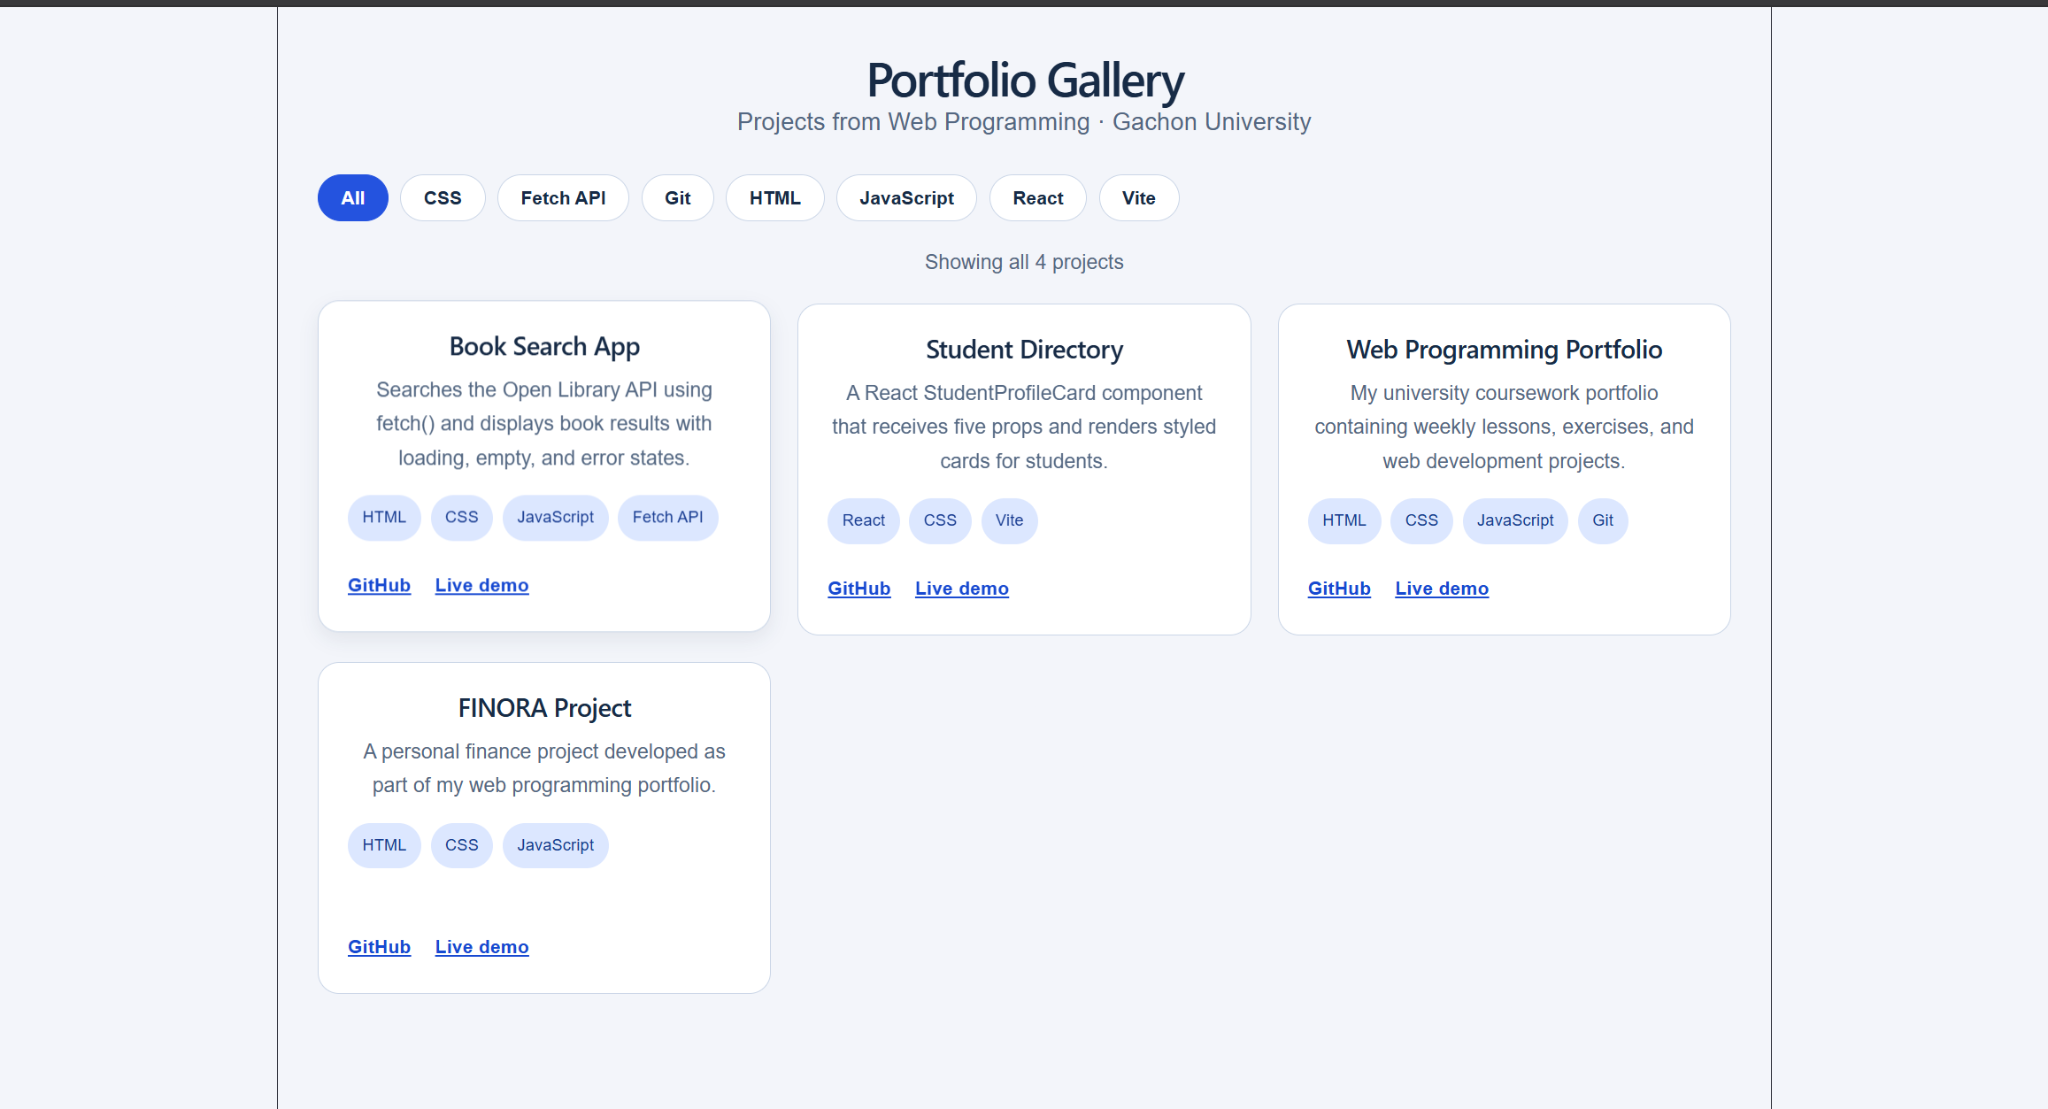 Portfolio Gallery
Projects from Web Programming · Gachon University
All CSS Fetch API Git HTML JavaScript React Vite
Showing all 4 projects
Book Search App
Searches the Open Library API using
fetch() and displays book results with
loading, empty, and error states.
HTML CSS JavaScript Fetch API
GitHub Live demo
Student Directory
A React StudentProfileCard component
that receives five props and renders styled
cards for students.
React CSS Vite
GitHub Live demo
Web Programming Portfolio
My university coursework portfolio
containing weekly lessons, exercises, and
web development projects.
HTML CSS JavaScript Git
GitHub Live demo
FINORA Project
A personal finance project developed as
part of my web programming portfolio.
HTML CSS JavaScript
GitHub Live demo